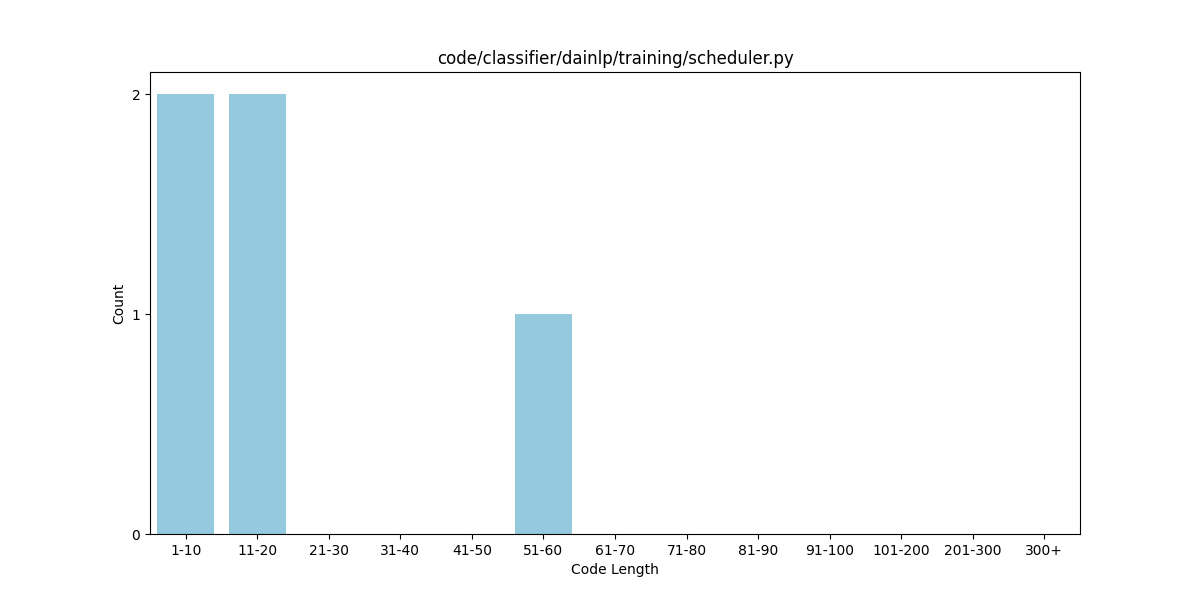 code/classifier/dainlp/training/scheduler.py
2
1
0
Count
1-10 11-20 21-30 31-40 41-50 51-60 61-70 71-80 81-90 91-100 101-200 201-300 300+
Code Length